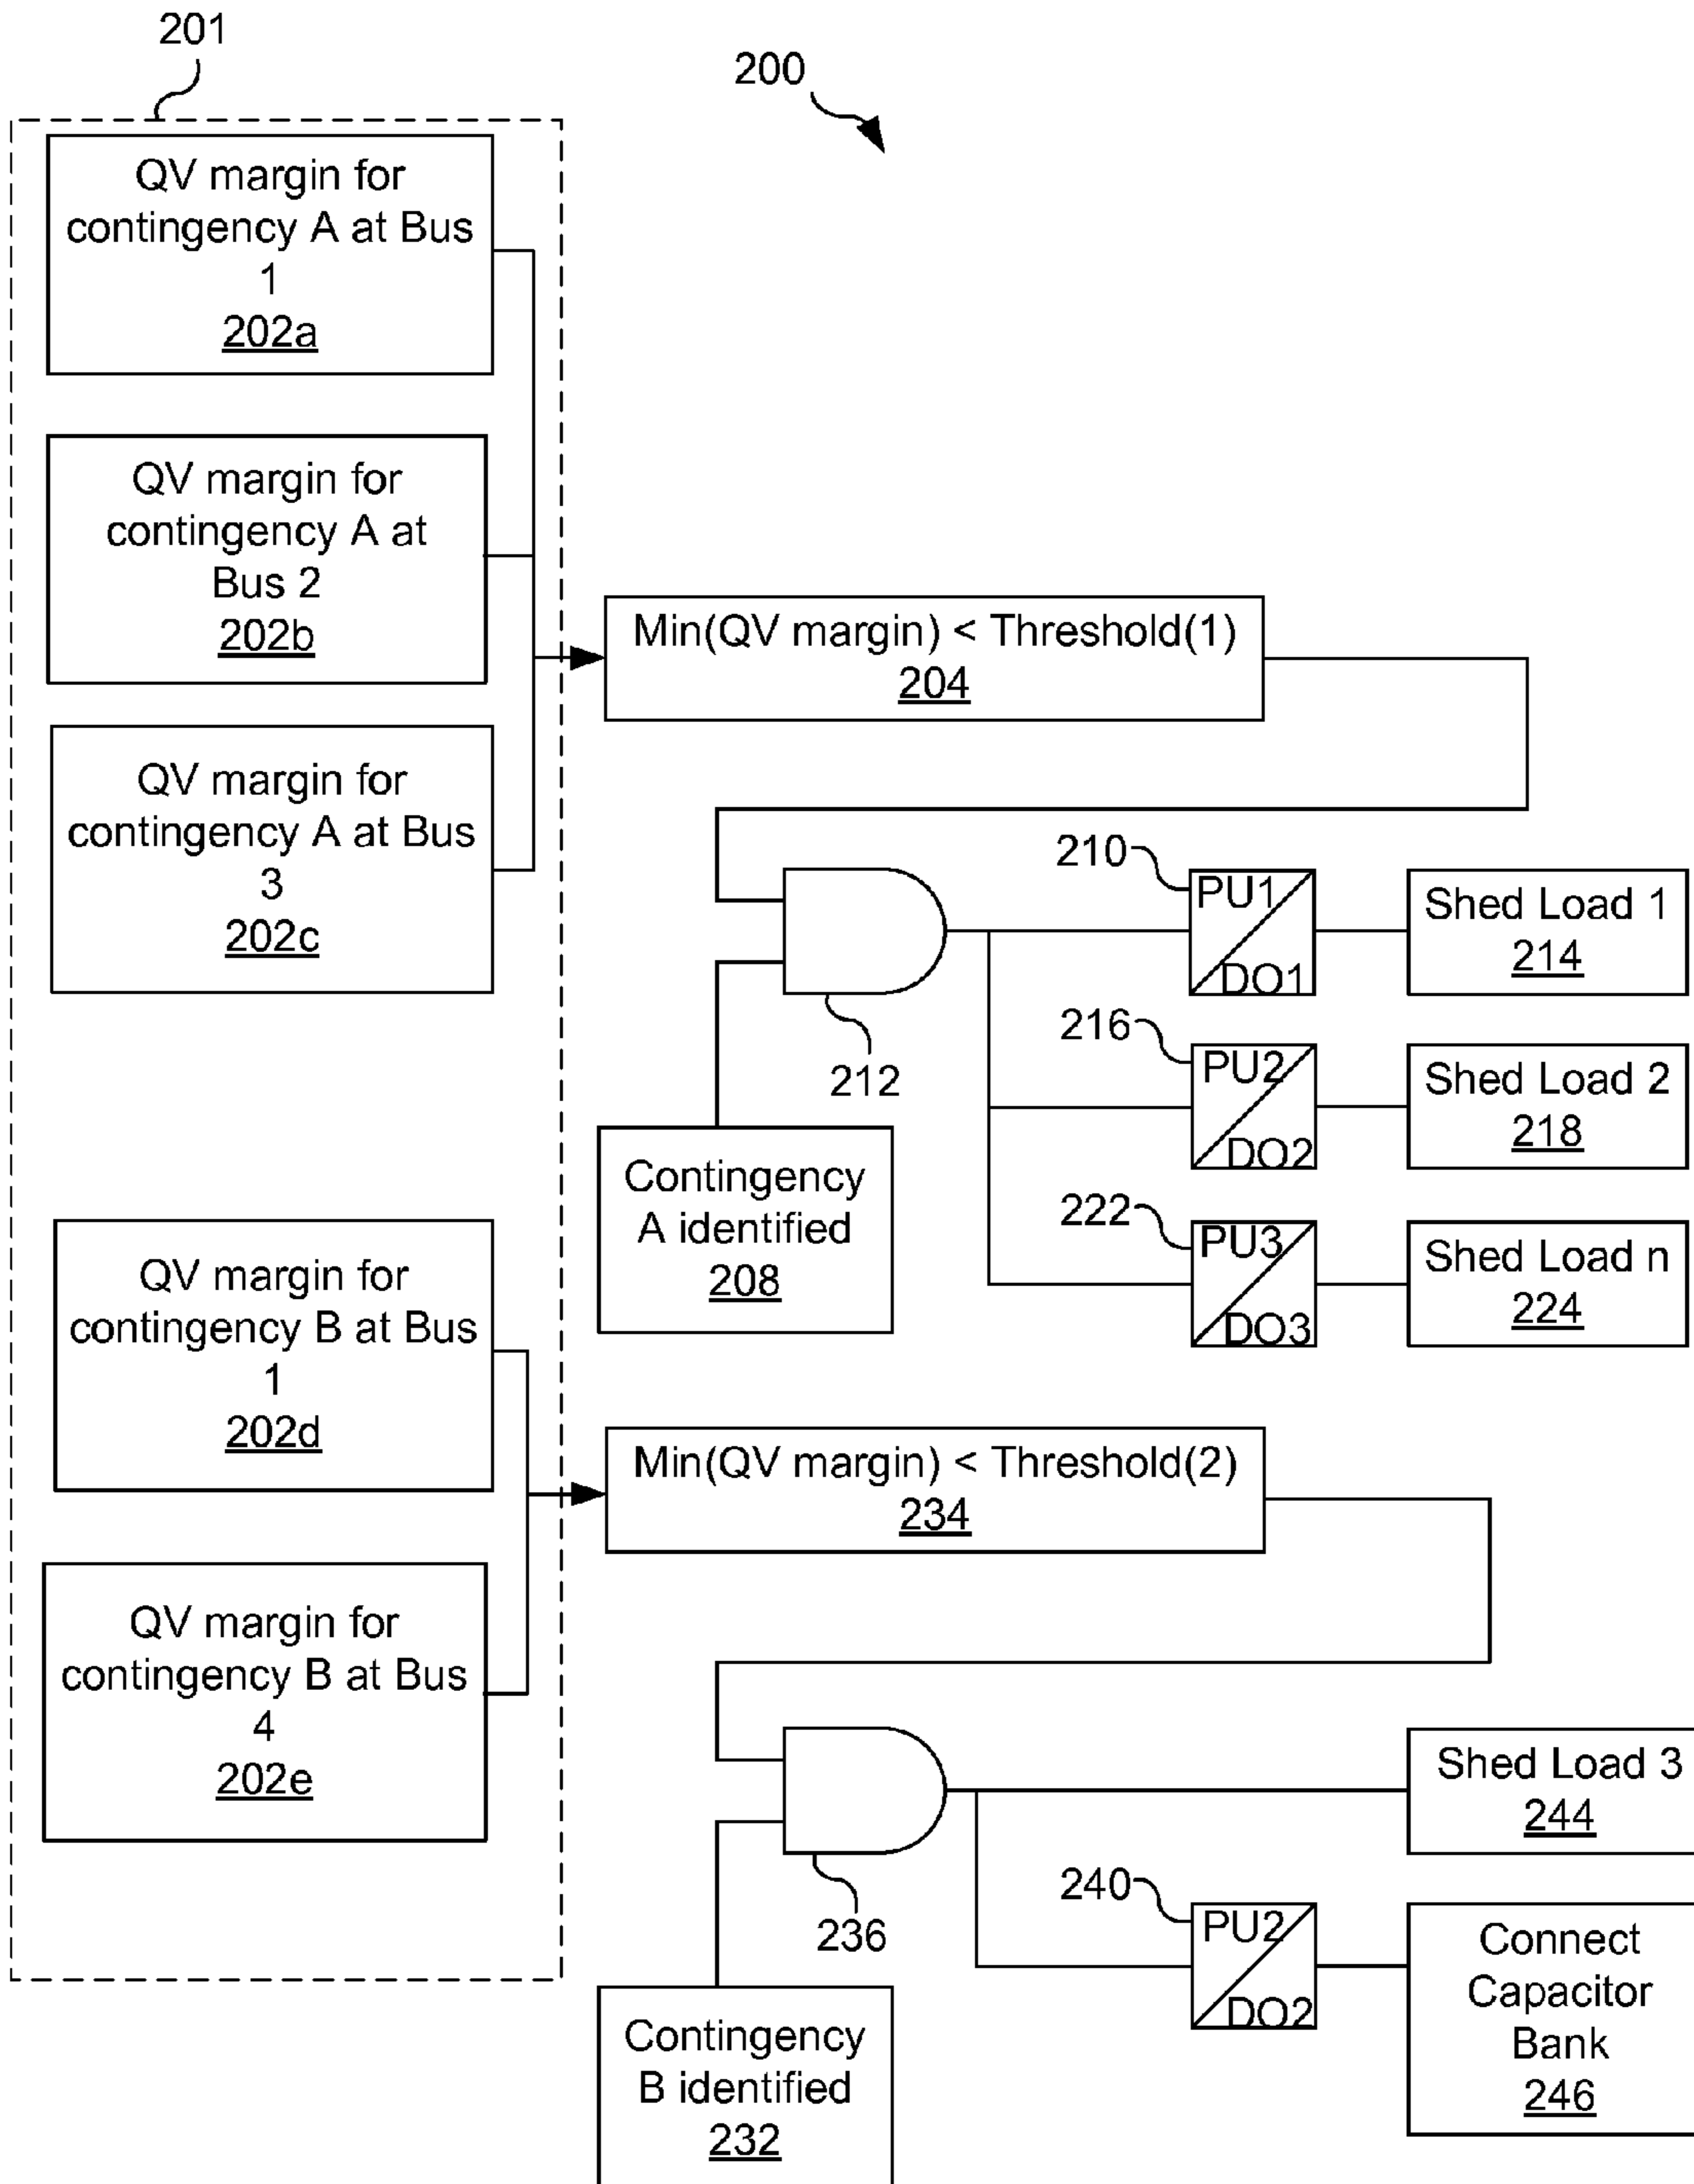 201
200
QV margin for
contingency A at Bus
1
202a
QV margin for
contingency A at
Bus 2
202b
Min(QV margin) < Threshold(1)
204
QV margin for
contingency A at Bus
3
202c
210
PU1
DO1
Shed Load 1
214
212
216
PU2
DO2
Shed Load 2
218
Contingency
A identified
208
222
PU3
DO3
Shed Load n
224
QV margin for
contingency B at Bus
1
202d
Min(QV margin) < Threshold(2)
234
QV margin for
contingency B at Bus
4
202e
Shed Load 3
244
236
240
PU2
DO2
Connect
Capacitor
Bank
246
Contingency
B identified
232